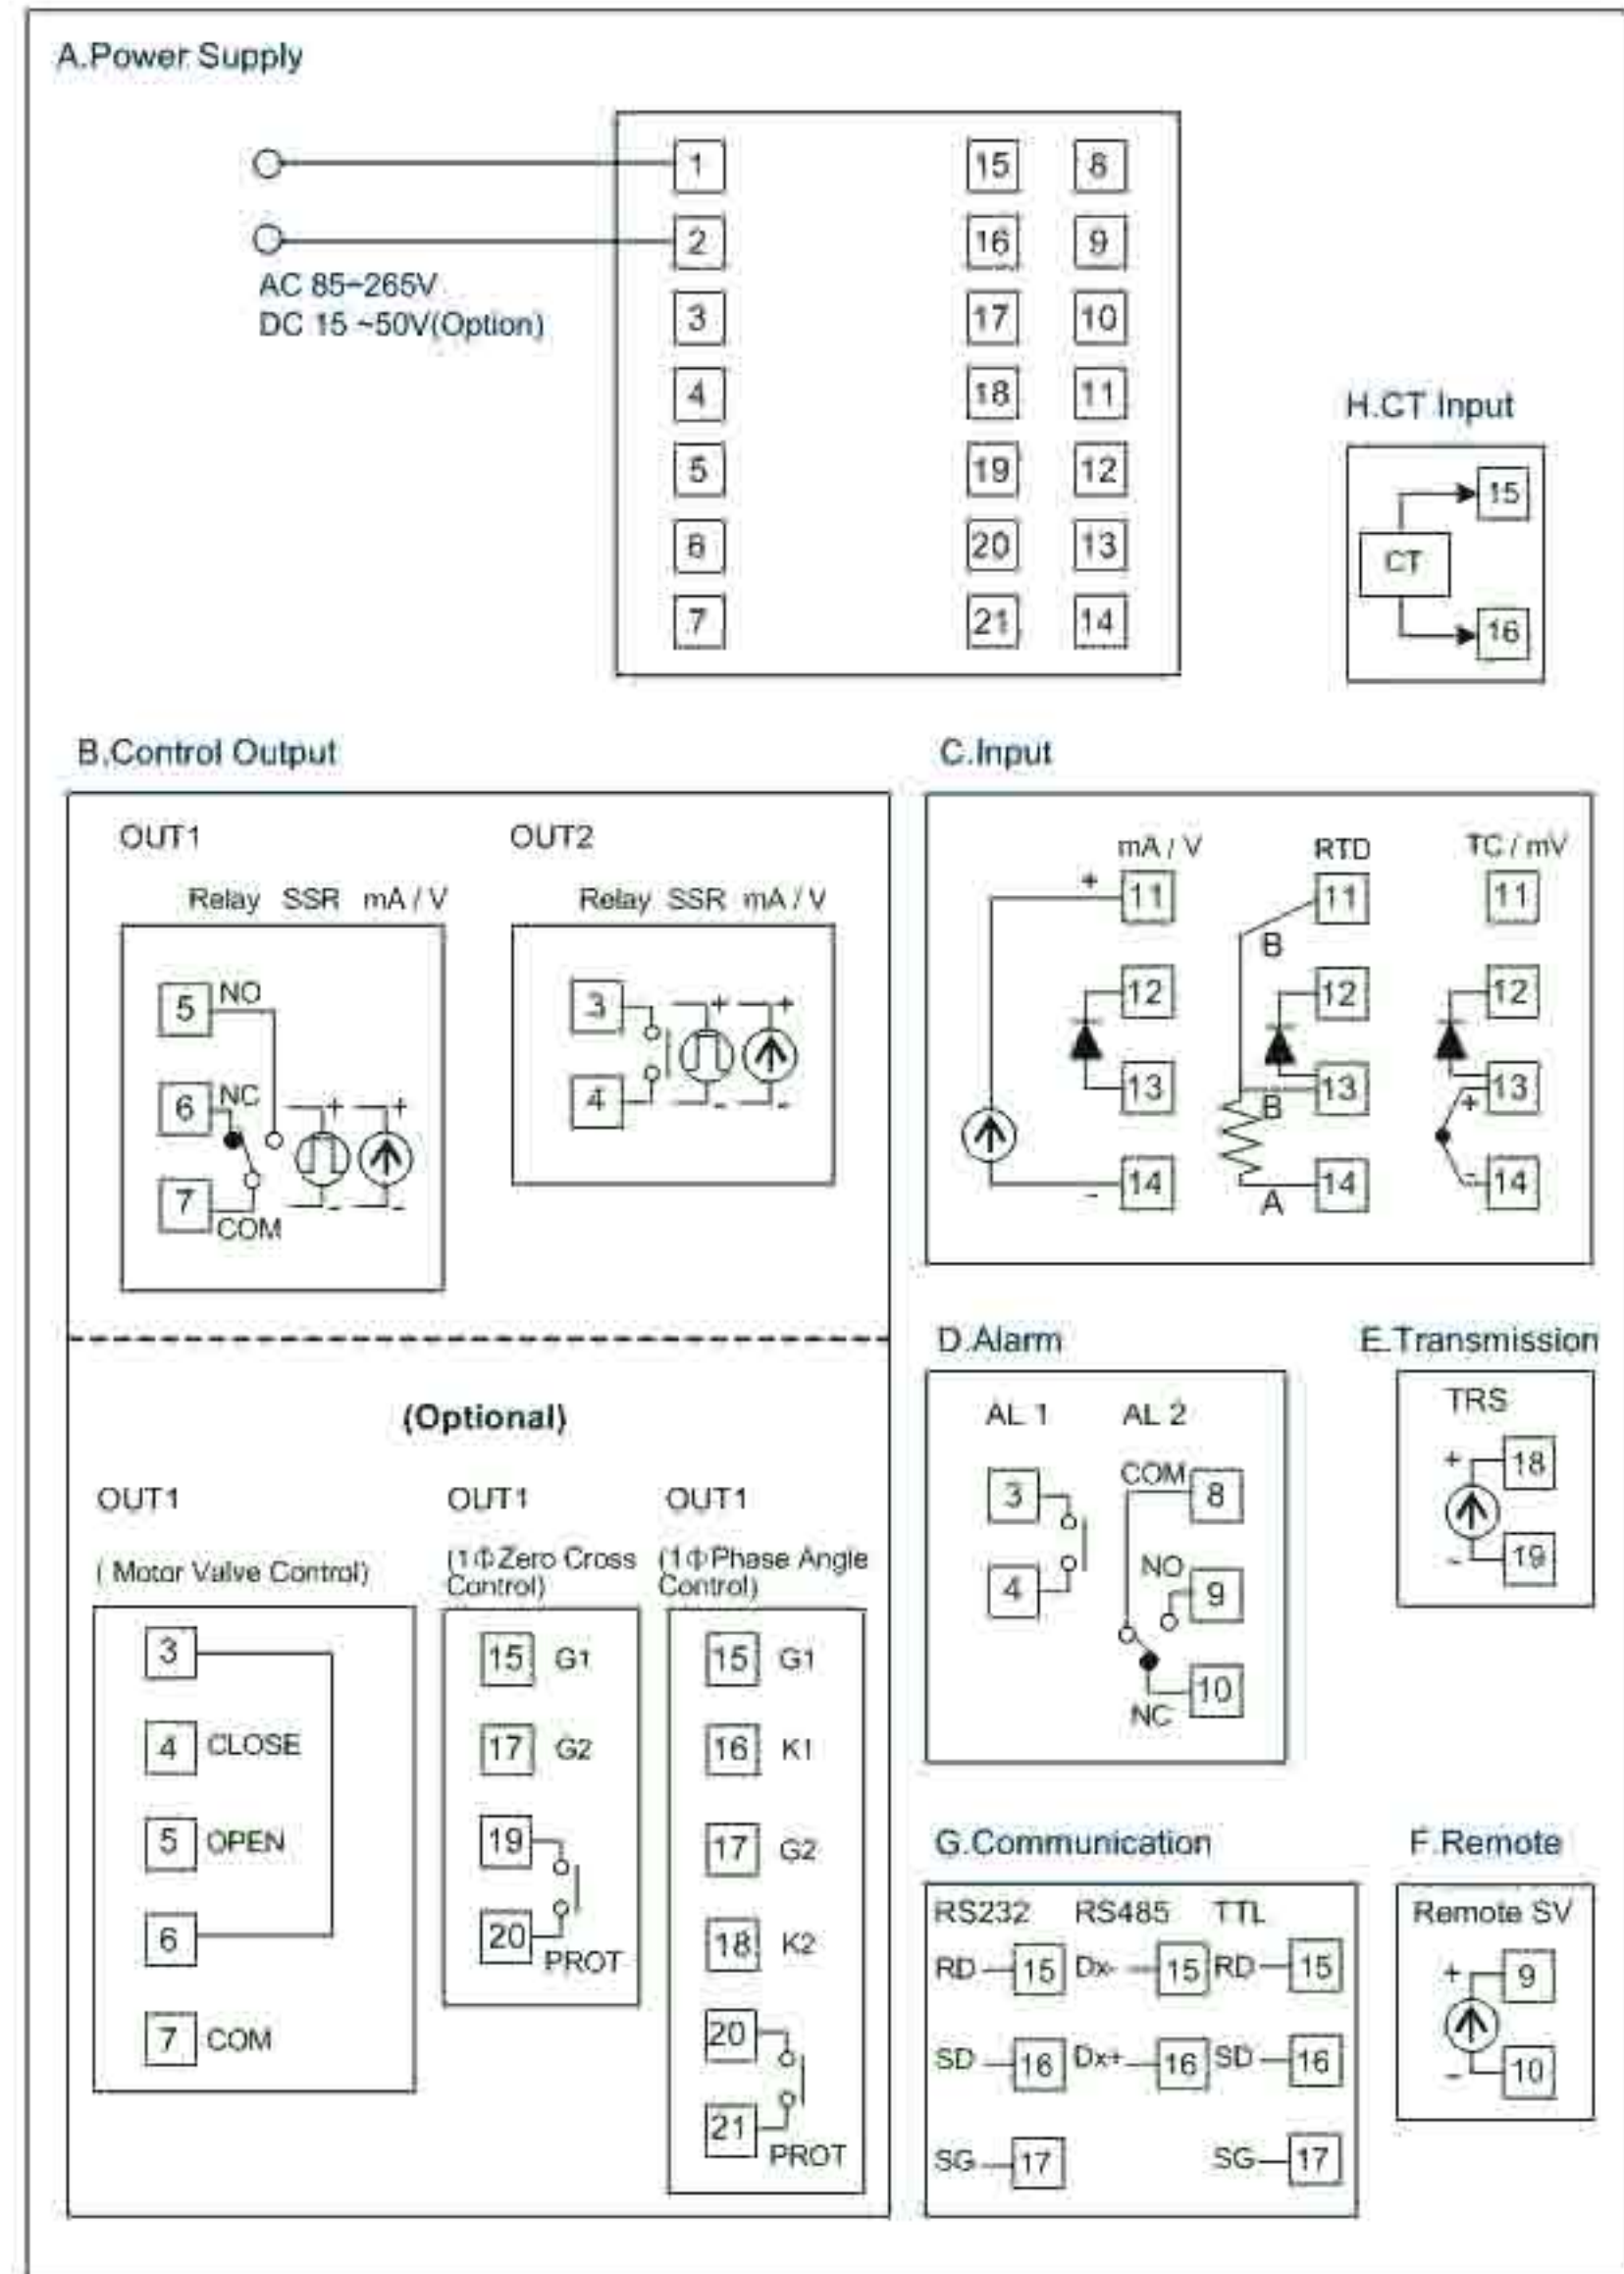 A.Power Supply
1 15 8
2 16 9
AC 85~265V
DC 15 ~50V(Option)
3 17 10
4 18 11
5 19 12
6 20 13
7 21 14
H.CT Input
15
CT
16
B.Control Output
OUT1 OUT2
Relay SSR mA / V Relay SSR mA / V
5 NO
6 NC + +
7 - -
COM
3 + +
4 - -
C.Input
mA / V RTD TC / mV
+ 11 11 11
B
12 12 12
13 13 13
B +
- 14 14 - 14
A
(Optional)
OUT1 OUT1 OUT1
( Motor Valve Control)
(1ΦZero Cross
Control)
(1ΦPhase Angle
Control)
3
4 CLOSE
5 OPEN
6
7 COM
15 G1
17 G2
19
20
PROT
15 G1
16 K1
17 G2
18 K2
20
21
PROT
D.Alarm
AL 1 AL 2
3 COM 8
4 NO 9
10
NC
E.Transmission
TRS
+ 18
- 19
G.Communication
RS232 RS485 TTL
RD 15 Dx- 15 RD 15
SD 16 Dx+ 16 SD 16
SG 17 SG 17
F.Remote
Remote SV
+ 9
- 10